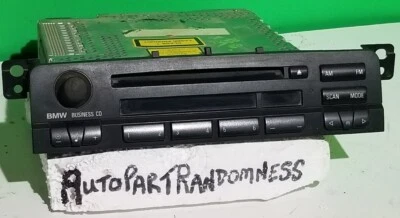 AM FM
SCAN MODE
BMW BUSINESS CD
AUTOPARTRANDOMNESS